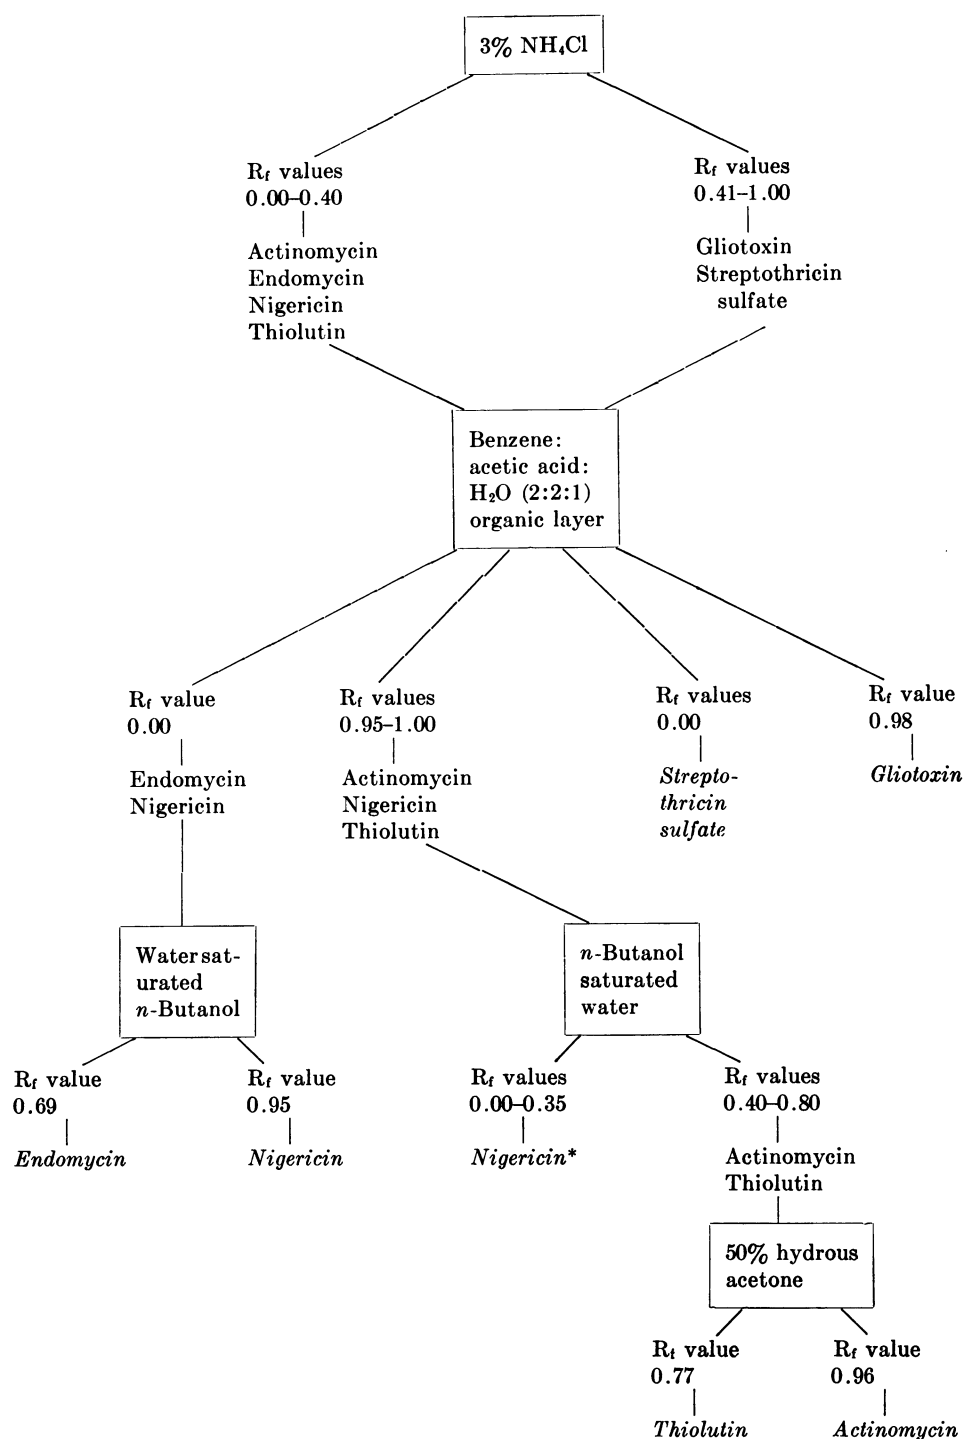 3% NH₄Cl
Rf values
0.00–0.40
Actinomycin
Endomycin
Nigericin
Thiolutin
Rf values
0.41–1.00
Gliotoxin
Streptothricin
sulfate
Benzene:
acetic acid:
H₂O (2:2:1)
organic layer
Rf value
0.00
Endomycin
Nigericin
Rf values
0.95–1.00
Actinomycin
Nigericin
Thiolutin
Rf values
0.00
Strepto-
thricin
sulfate
Rf value
0.98
Gliotoxin
Water sat-
urated
n-Butanol
n-Butanol
saturated
water
Rf value
0.69
Endomycin
Rf value
0.95
Nigericin
Rf values
0.00–0.35
Nigericin*
Rf values
0.40–0.80
Actinomycin
Thiolutin
50% hydrous
acetone
Rf value
0.77
Thiolutin
Rf value
0.96
Actinomycin